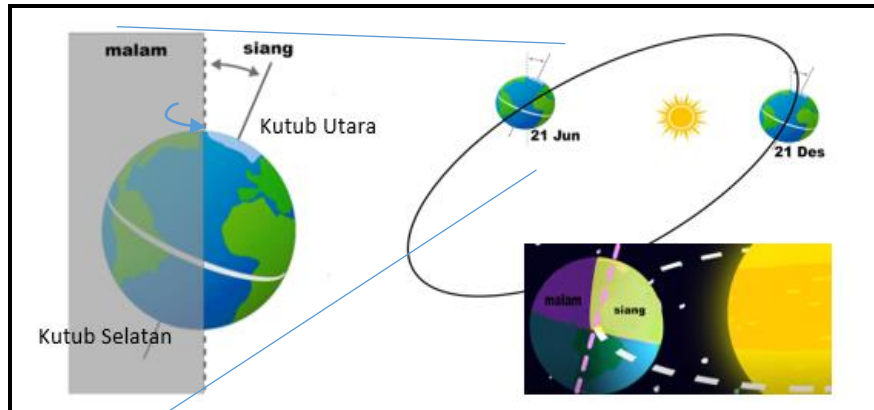 malam
siang
Kutub Utara
Kutub Selatan
21 Jun
21 Des
malam
siang